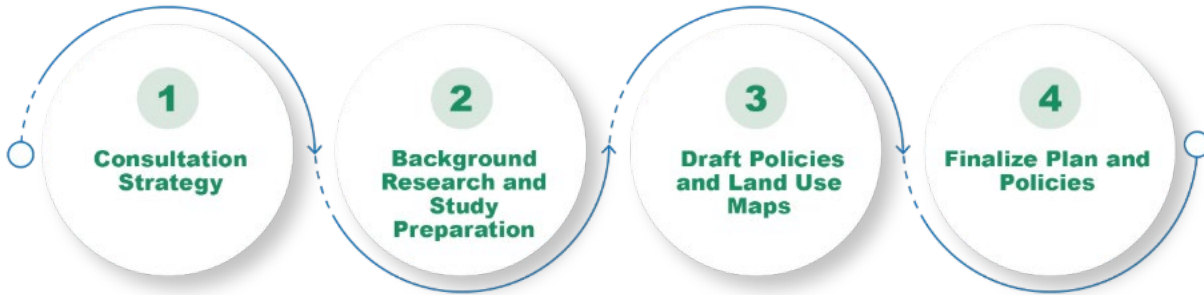 1
Consultation
Strategy
2
Background
Research and
Study
Preparation
3
Draft Policies
and Land Use
Maps
4
Finalize Plan and
Policies